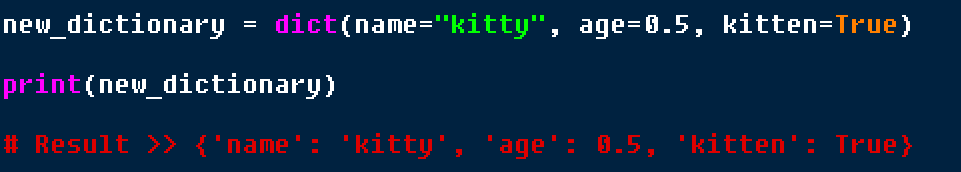 new_dictionary = dict(name="kitty", age=0.5, kitten=True)
print(new_dictionary)
# Result >> {'name': 'kitty', 'age': 0.5, 'kitten': True}